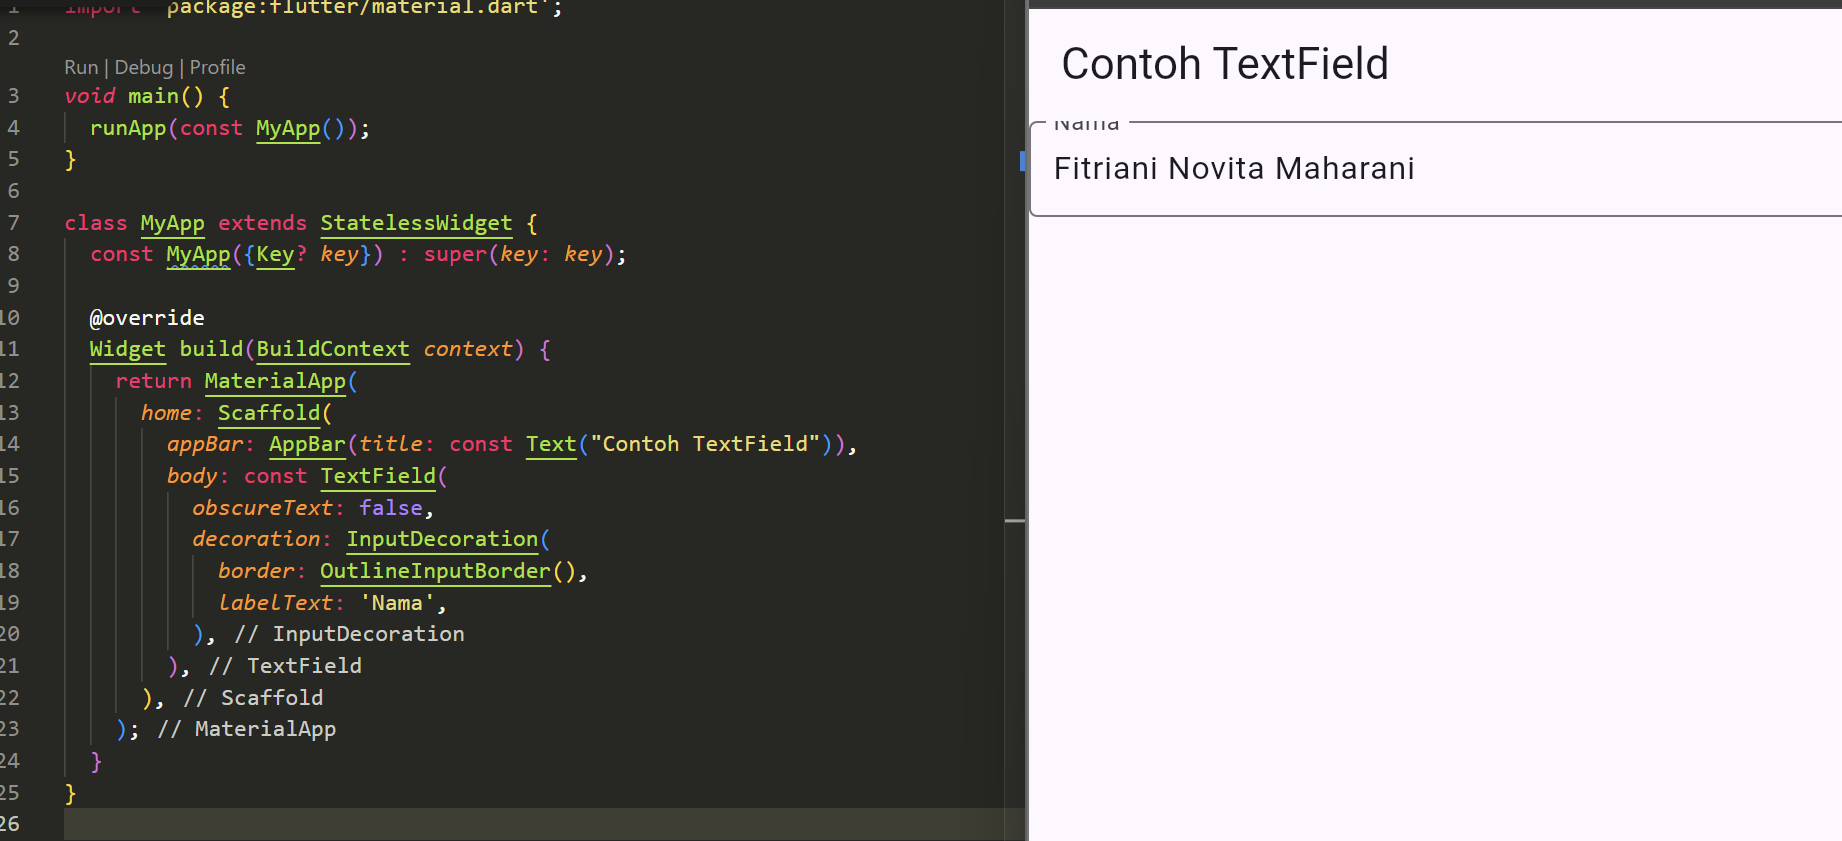 1 import 'package:flutter/material.dart';
2
Run | Debug | Profile
3 void main() {
4 runApp(const MyApp());
5 }
6
7 class MyApp extends StatelessWidget {
8 const MyApp({Key? key}) : super(key: key);
9
10 @override
11 Widget build(BuildContext context) {
12 return MaterialApp(
13 home: Scaffold(
14 appBar: AppBar(title: const Text("Contoh TextField")),
15 body: const TextField(
16 obscureText: false,
17 decoration: InputDecoration(
18 border: OutlineInputBorder(),
19 labelText: 'Nama',
20 ), // InputDecoration
21 ), // TextField
22 ), // Scaffold
23 ); // MaterialApp
24 }
25 }
26
Contoh TextField
Nama
Fitriani Novita Maharani